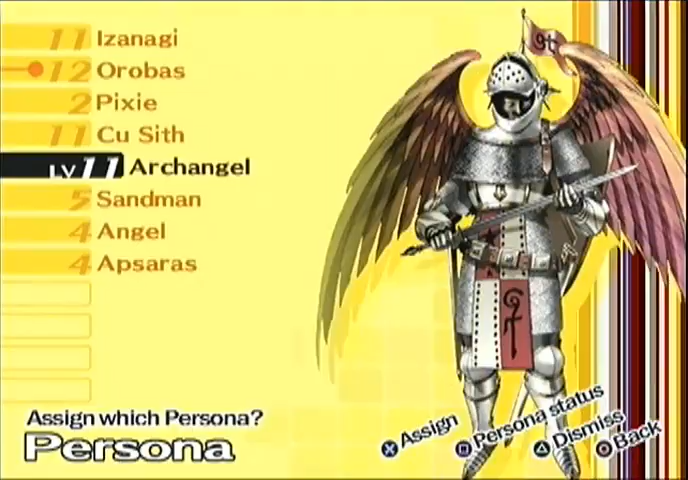 11 Izanagi
12 Orobas
2 Pixie
11 Cu Sith
LV 11 Archangel
5 Sandman
4 Angel
4 Apsaras
Assign which Persona?
Persona
Assign
Persona status
Dismiss
Back